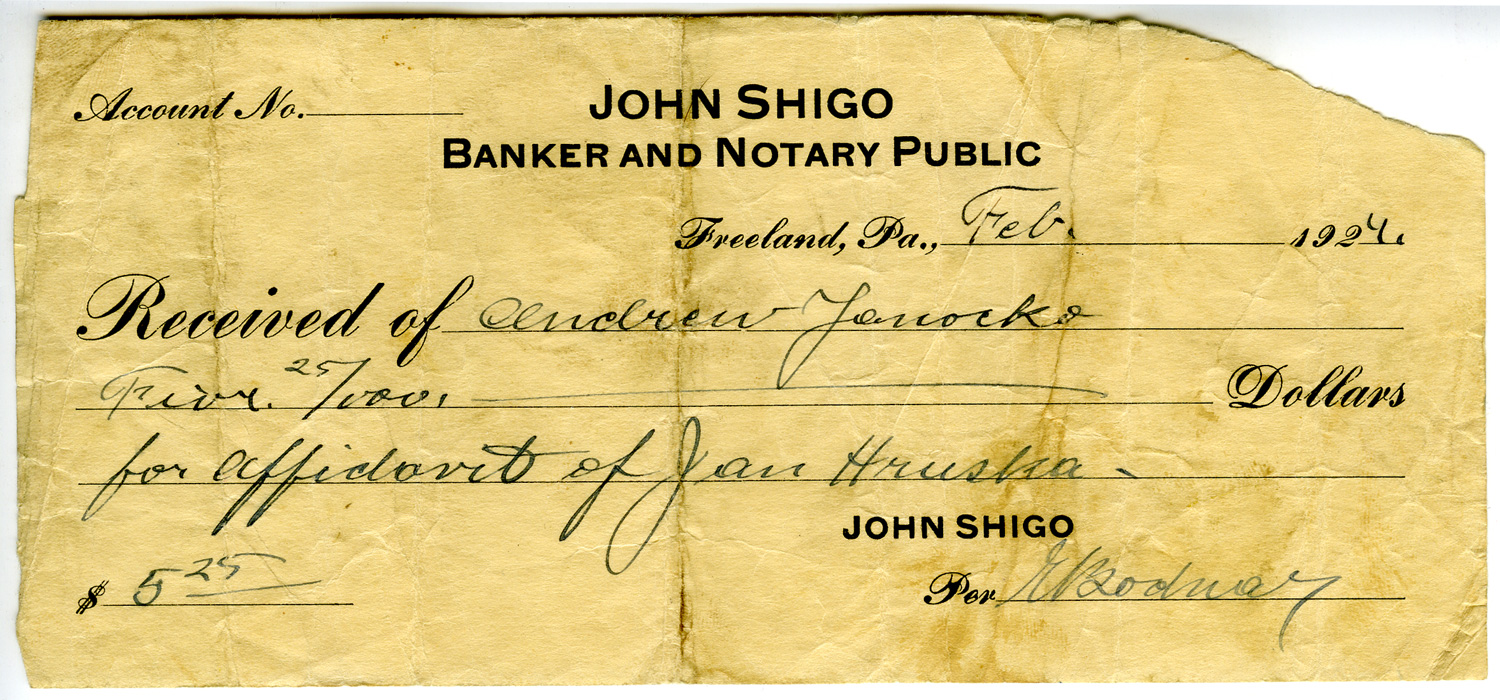 Account No.
JOHN SHIGO
BANKER AND NOTARY PUBLIC
Freeland, Pa., Feb. 1924.
Received of Andrew Janocko
Five. 25/100. Dollars
for affidavit of Jan Hruska -
JOHN SHIGO
$ 5 25 Per E Bodnar